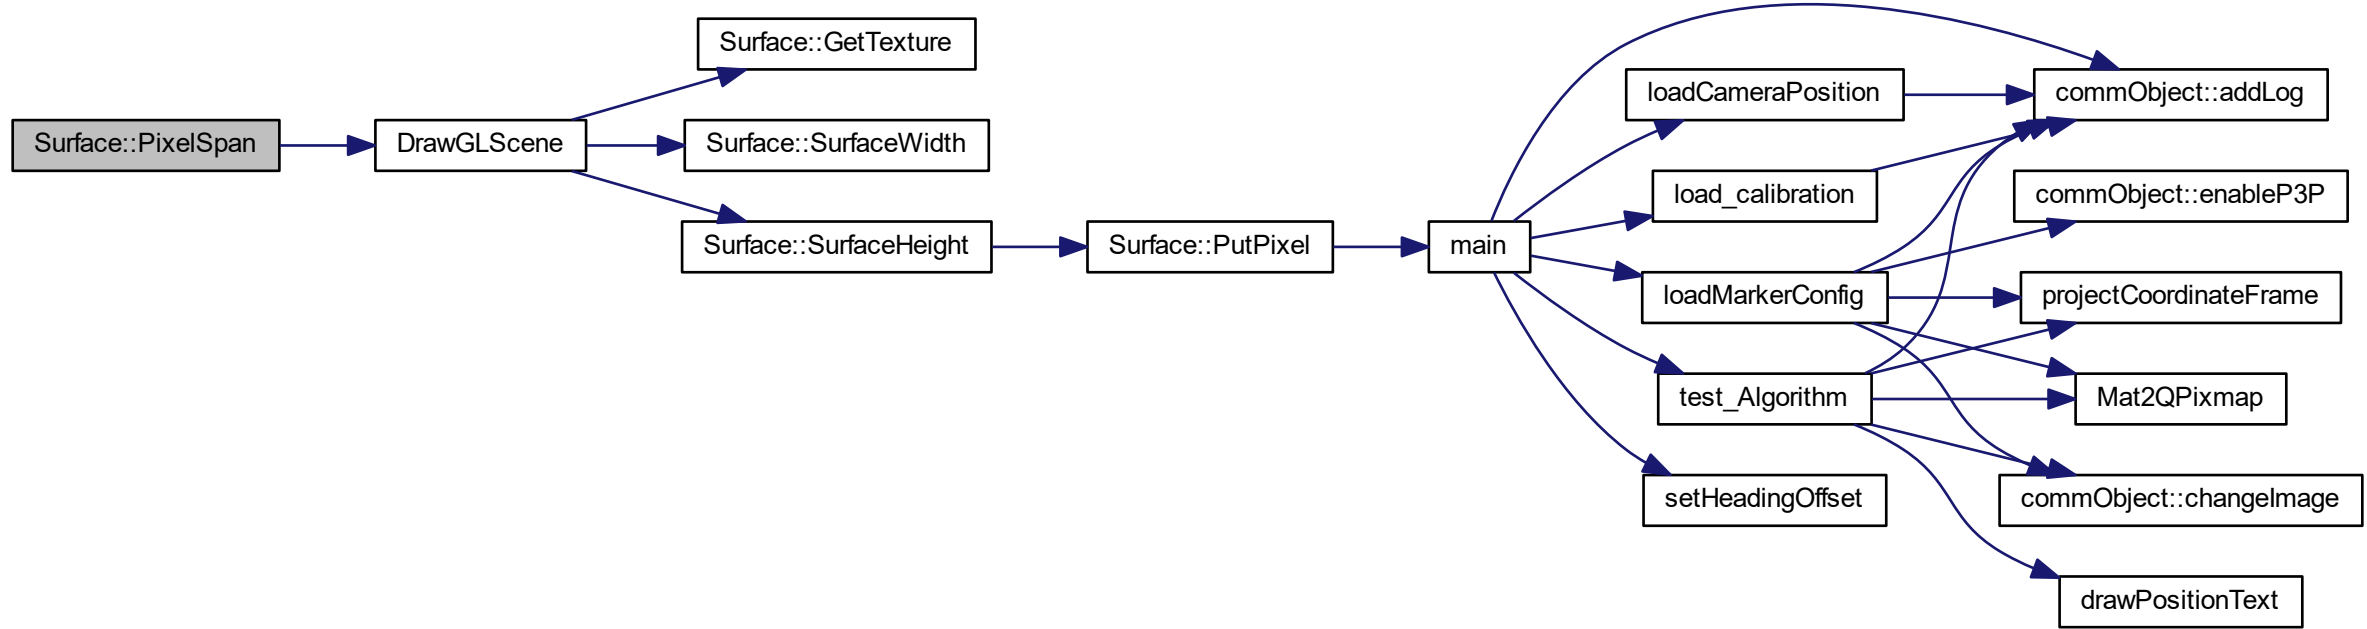 Surface::PixelSpan
DrawGLScene
Surface::GetTexture
Surface::SurfaceWidth
Surface::SurfaceHeight
Surface::PutPixel
main
loadCameraPosition
load_calibration
loadMarkerConfig
test_Algorithm
setHeadingOffset
commObject::addLog
commObject::enableP3P
projectCoordinateFrame
Mat2QPixmap
commObject::changeImage
drawPositionText